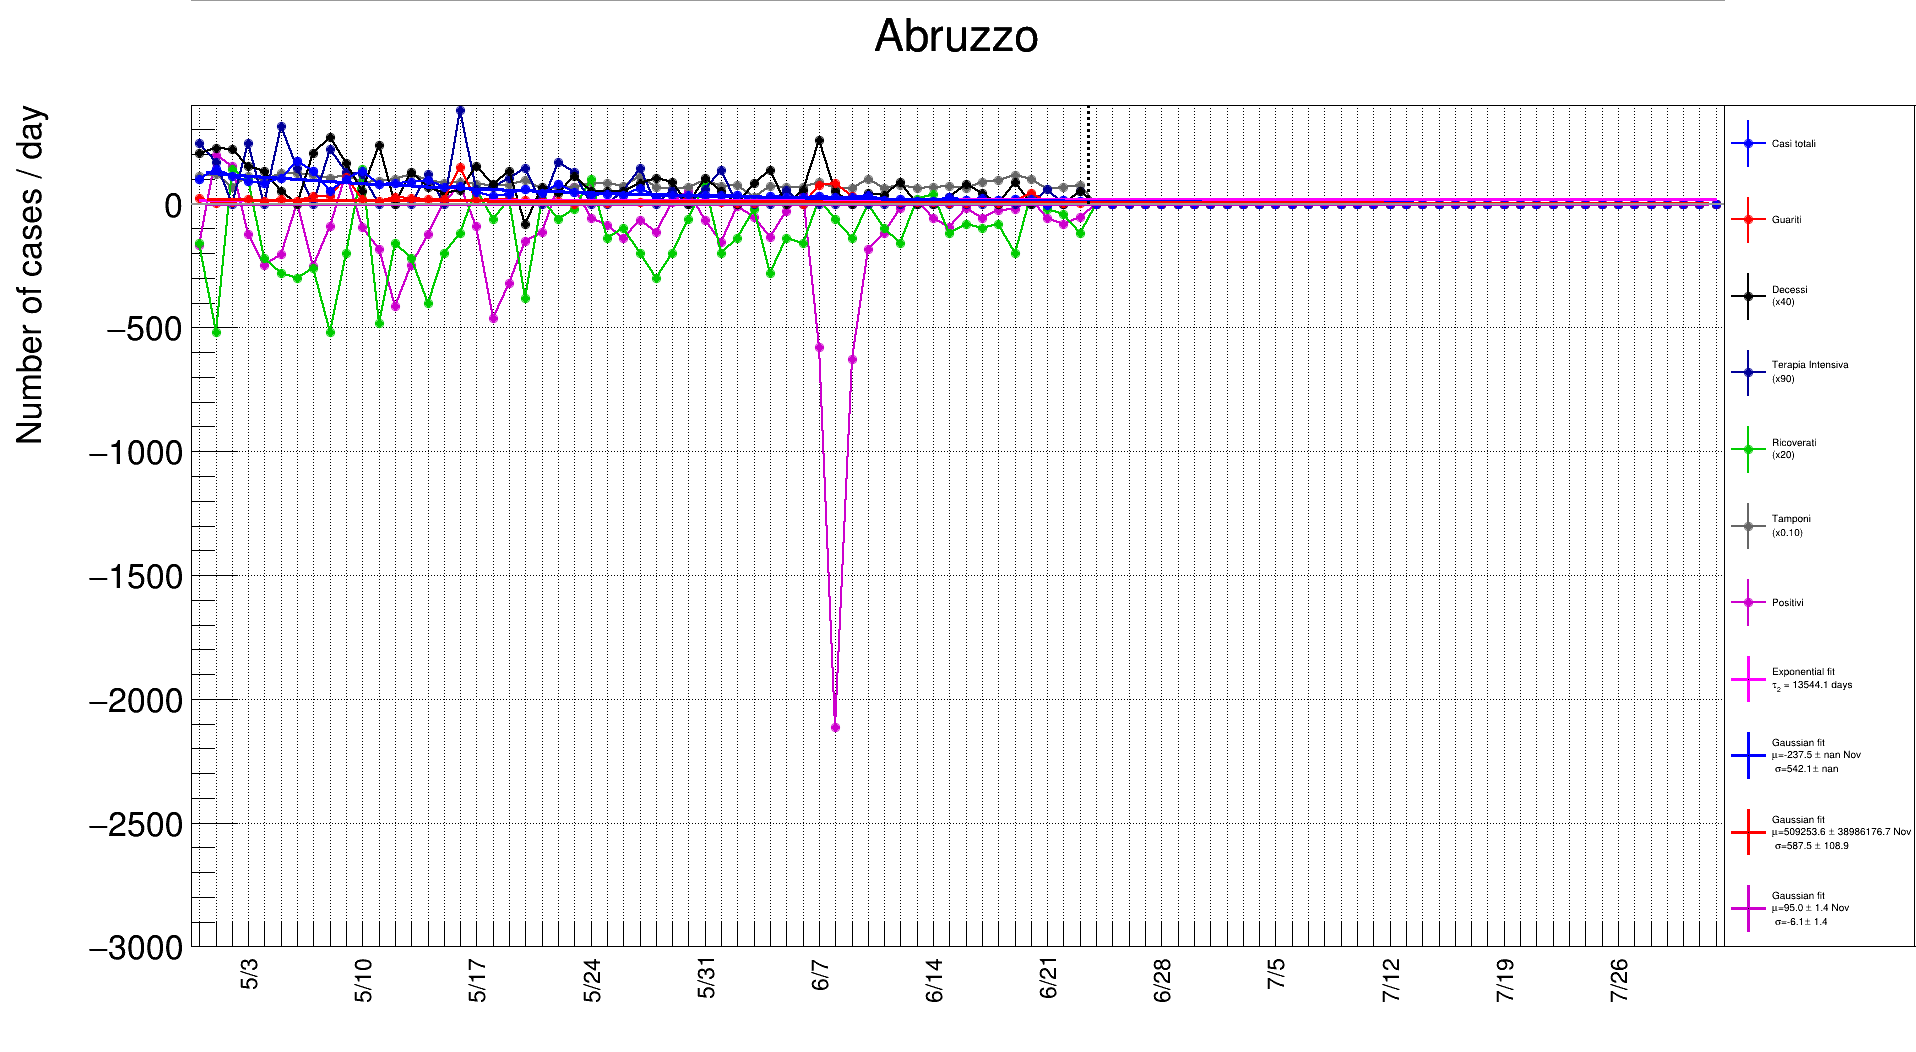 Abruzzo
Number of cases / day
0
−500
−1000
−1500
−2000
−2500
−3000
5/3
5/10
5/17
5/24
5/31
6/7
6/14
6/21
6/28
7/5
7/12
7/19
7/26
Casi totali
Guariti
Decessi
(x40)
Terapia Intensiva
(x90)
Ricoverati
(x20)
Tamponi
(x0.10)
Positivi
Exponential fit
τ2 = 13544.1 days
Gaussian fit
μ=-237.5 ± nan Nov
σ=542.1± nan
Gaussian fit
μ=509253.6 ± 38986176.7 Nov
σ=587.5 ± 108.9
Gaussian fit
μ=95.0 ± 1.4 Nov
σ=-6.1± 1.4